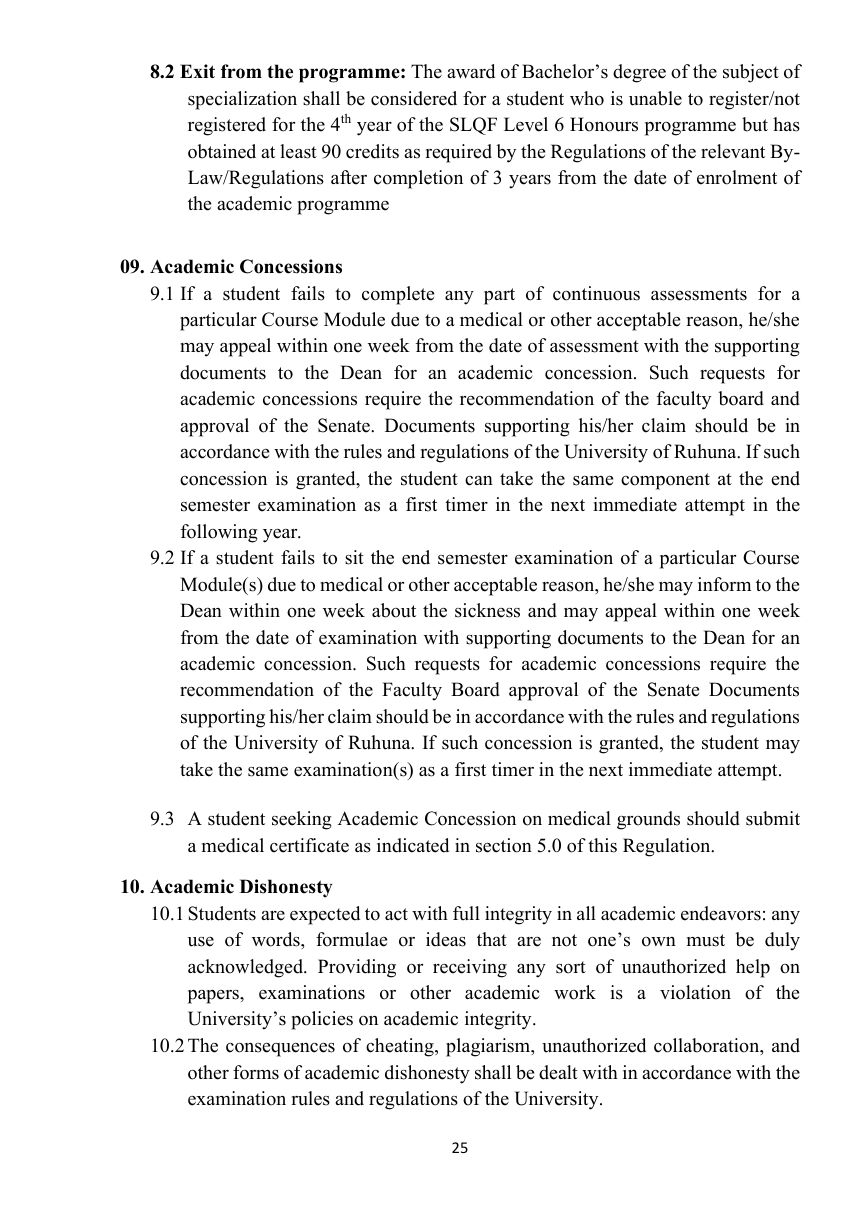 8.2 Exit from the programme: The award of Bachelor’s degree of the subject of
specialization shall be considered for a student who is unable to register/not
registered for the 4th year of the SLQF Level 6 Honours programme but has
obtained at least 90 credits as required by the Regulations of the relevant By-
Law/Regulations after completion of 3 years from the date of enrolment of
the academic programme
09. Academic Concessions
9.1 If a student fails to complete any part of continuous assessments for a
particular Course Module due to a medical or other acceptable reason, he/she
may appeal within one week from the date of assessment with the supporting
documents to the Dean for an academic concession. Such requests for
academic concessions require the recommendation of the faculty board and
approval of the Senate. Documents supporting his/her claim should be in
accordance with the rules and regulations of the University of Ruhuna. If such
concession is granted, the student can take the same component at the end
semester examination as a first timer in the next immediate attempt in the
following year.
9.2 If a student fails to sit the end semester examination of a particular Course
Module(s) due to medical or other acceptable reason, he/she may inform to the
Dean within one week about the sickness and may appeal within one week
from the date of examination with supporting documents to the Dean for an
academic concession. Such requests for academic concessions require the
recommendation of the Faculty Board approval of the Senate Documents
supporting his/her claim should be in accordance with the rules and regulations
of the University of Ruhuna. If such concession is granted, the student may
take the same examination(s) as a first timer in the next immediate attempt.
9.3 A student seeking Academic Concession on medical grounds should submit
a medical certificate as indicated in section 5.0 of this Regulation.
10. Academic Dishonesty
10.1 Students are expected to act with full integrity in all academic endeavors: any
use of words, formulae or ideas that are not one’s own must be duly
acknowledged. Providing or receiving any sort of unauthorized help on
papers, examinations or other academic work is a violation of the
University’s policies on academic integrity.
10.2 The consequences of cheating, plagiarism, unauthorized collaboration, and
other forms of academic dishonesty shall be dealt with in accordance with the
examination rules and regulations of the University.
25